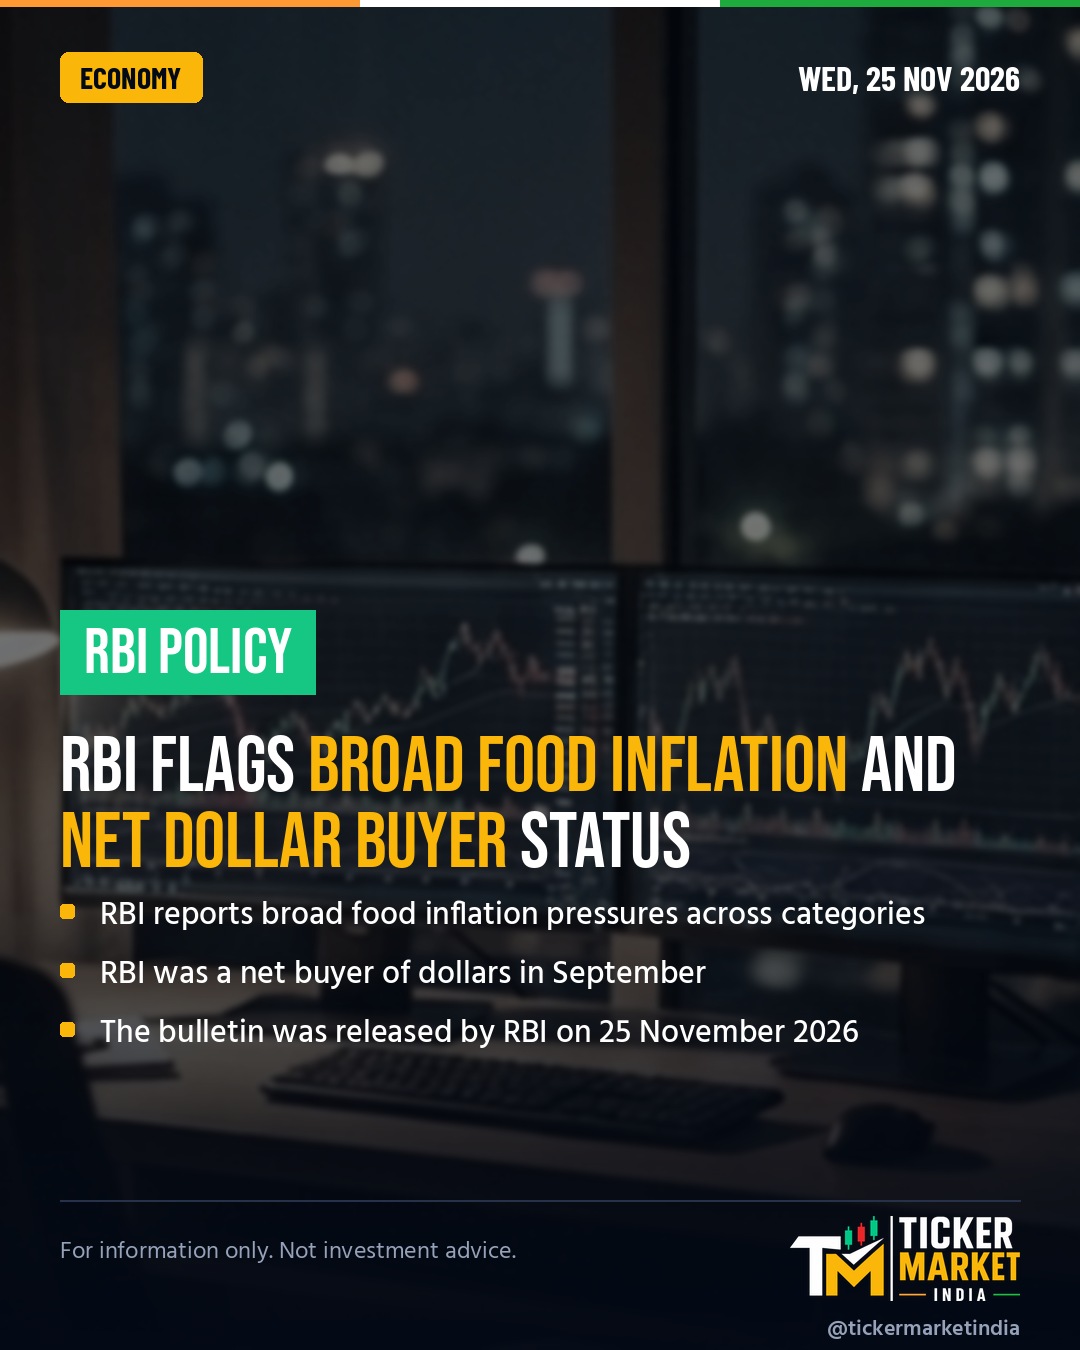 ECONOMY
WED, 25 NOV 2026
RBI POLICY
RBI FLAGS BROAD FOOD INFLATION AND
NET DOLLAR BUYER STATUS
RBI reports broad food inflation pressures across categories
RBI was a net buyer of dollars in September
The bulletin was released by RBI on 25 November 2026
For information only. Not investment advice.
TM
TICKER
MARKET
INDIA
@tickermarketindia